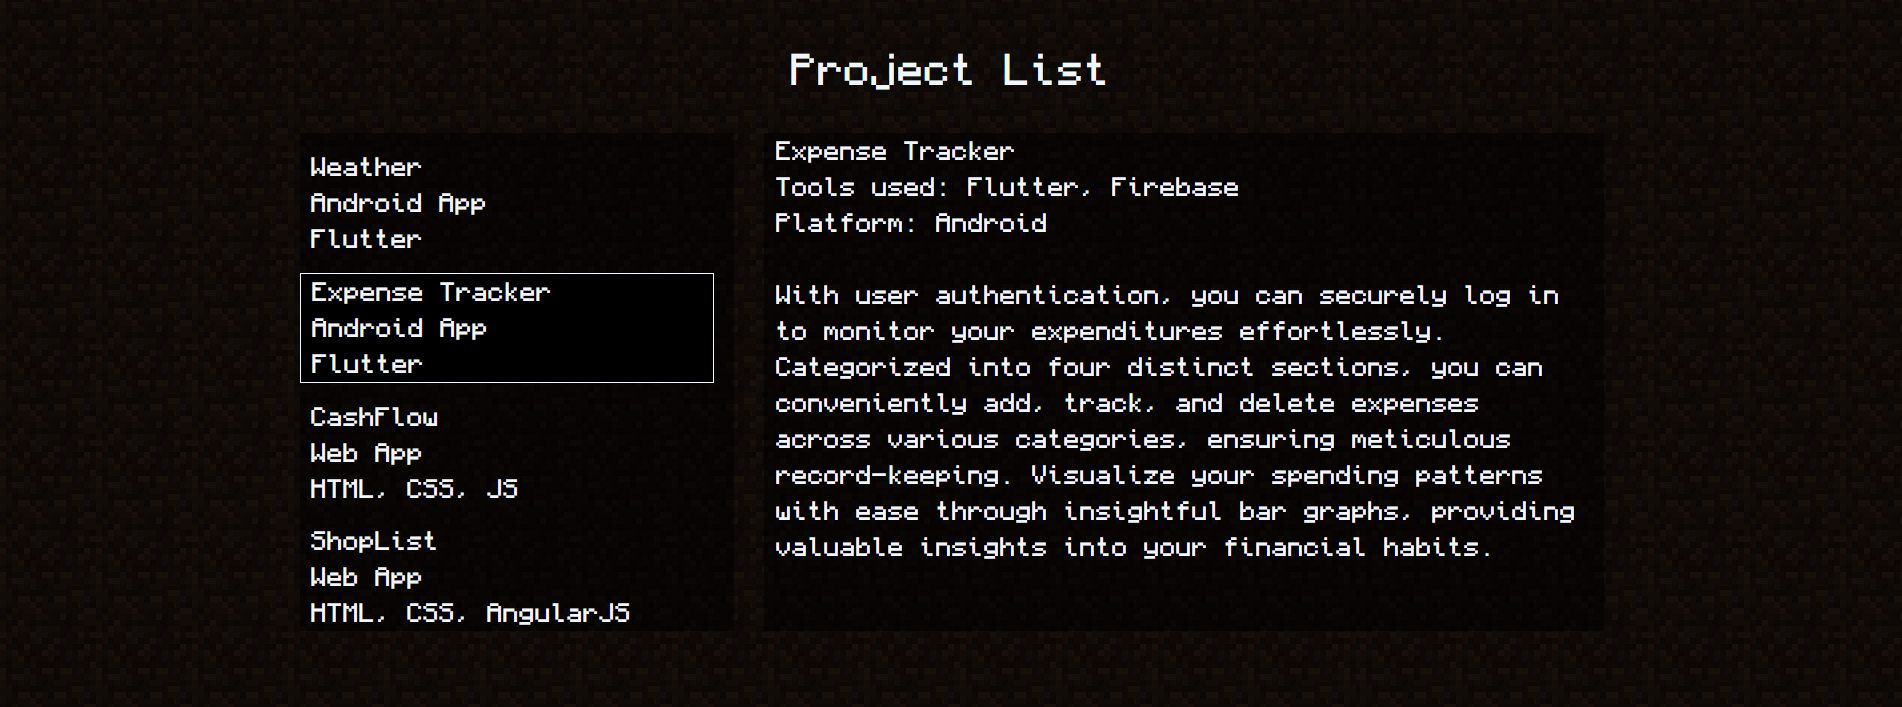 Project List
Weather
Android App
Flutter
Expense Tracker
Android App
Flutter
CashFlow
Web App
HTML, CSS, JS
ShopList
Web App
HTML, CSS, AngularJS
Expense Tracker
Tools used: Flutter, Firebase
Platform: Android
With user authentication, you can securely log in
to monitor your expenditures effortlessly.
Categorized into four distinct sections, you can
conveniently add, track, and delete expenses
across various categories, ensuring meticulous
record-keeping. Visualize your spending patterns
with ease through insightful bar graphs, providing
valuable insights into your financial habits.